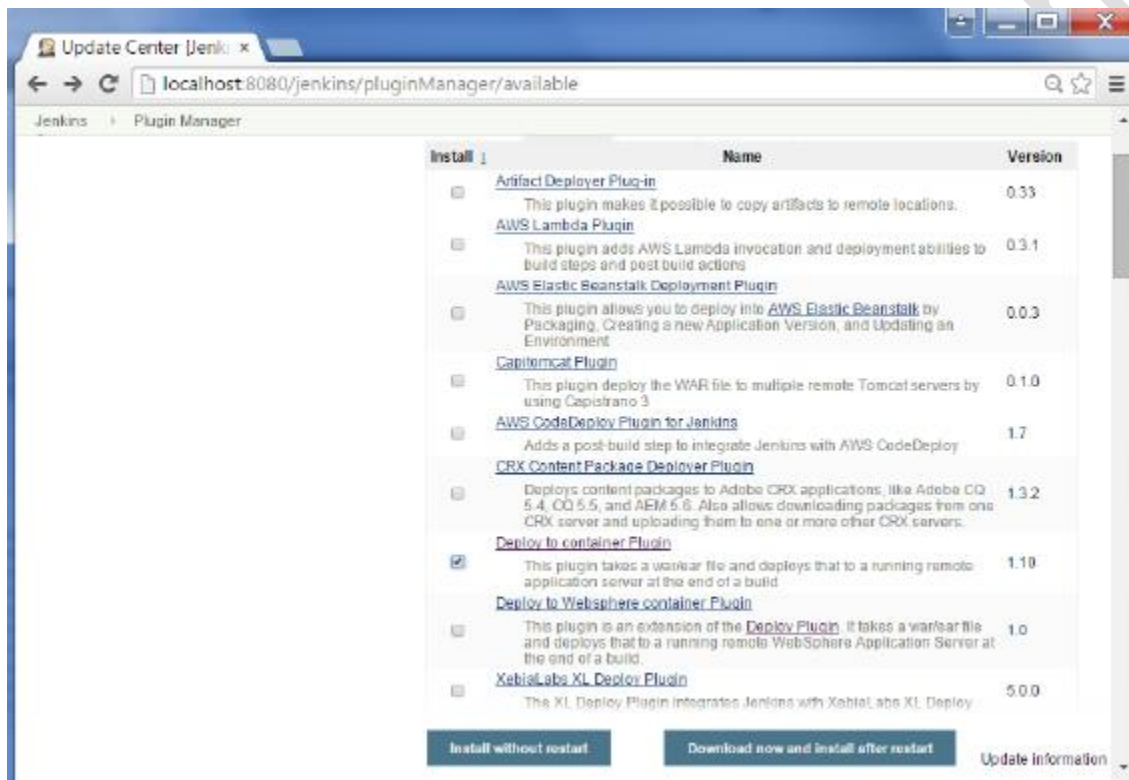 Update Center [Jenki
localhost:8080/jenkins/pluginManager/available
Jenkins
Plugin Manager
Install ↓
Name
Version
Artifact Deployer Plug-in
This plugin makes it possible to copy artifacts to remote locations.
0.33
AWS Lambda Plugin
This plugin adds AWS Lambda invocation and deployment abilities to
build steps and post build actions
0.3.1
AWS Elastic Beanstalk Deployment Plugin
This plugin allows you to deploy into AWS Elastic Beanstalk by
Packaging, Creating a new Application Version, and Updating an
Environment
0.0.3
Capitomcat Plugin
This plugin deploy the WAR file to multiple remote Tomcat servers by
using Capistrano 3
0.1.0
AWS CodeDeploy Plugin for Jenkins
Adds a post-build step to integrate Jenkins with AWS CodeDeploy
1.7
CRX Content Package Deployer Plugin
Deploys content packages to Adobe CRX applications, like Adobe CQ
5.4, CQ 5.5, and AEM 5.6. Also allows downloading packages from one
CRX server and uploading them to one or more other CRX servers.
1.3.2
Deploy to container Plugin
This plugin takes a war/ear file and deploys that to a running remote
application server at the end of a build
1.10
Deploy to Websphere container Plugin
This plugin is an extension of the Deploy Plugin. It takes a war/ear file
and deploys that to a running remote WebSphere Application Server at
the end of a build.
1.0
XebiaLabs XL Deploy Plugin
The XL Deploy Plugin integrates Jenkins with XebiaLabs XL Deploy
5.0.0
Install without restart
Download now and install after restart
Update information